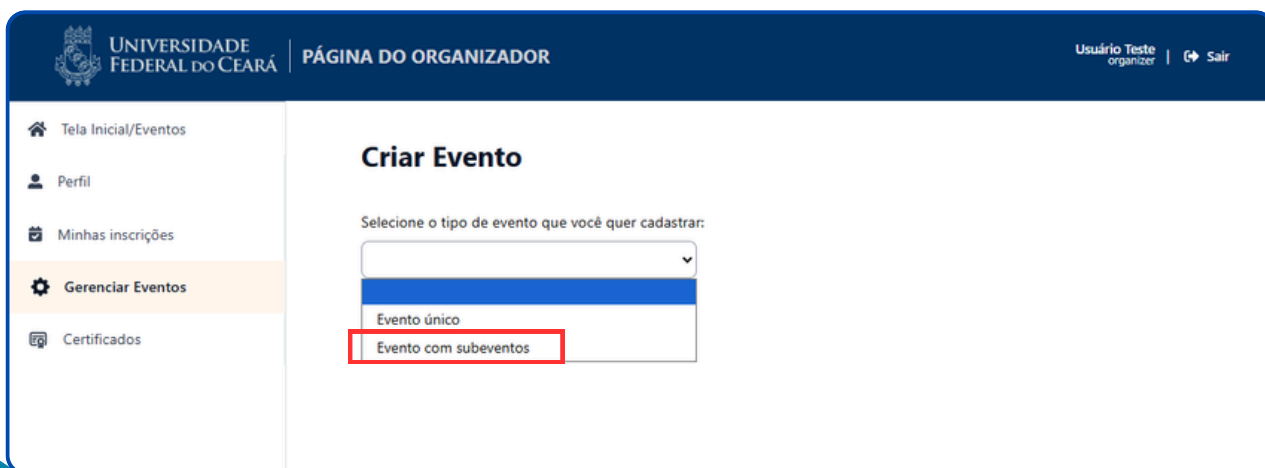 UNIVERSIDADE
FEDERAL DO CEARÁ
PÁGINA DO ORGANIZADOR
Usuário Teste
organizer
Sair
Tela Inicial/Eventos
Perfil
Minhas inscrições
Gerenciar Eventos
Certificados
Criar Evento
Selecione o tipo de evento que você quer cadastrar:
Evento único
Evento com subeventos